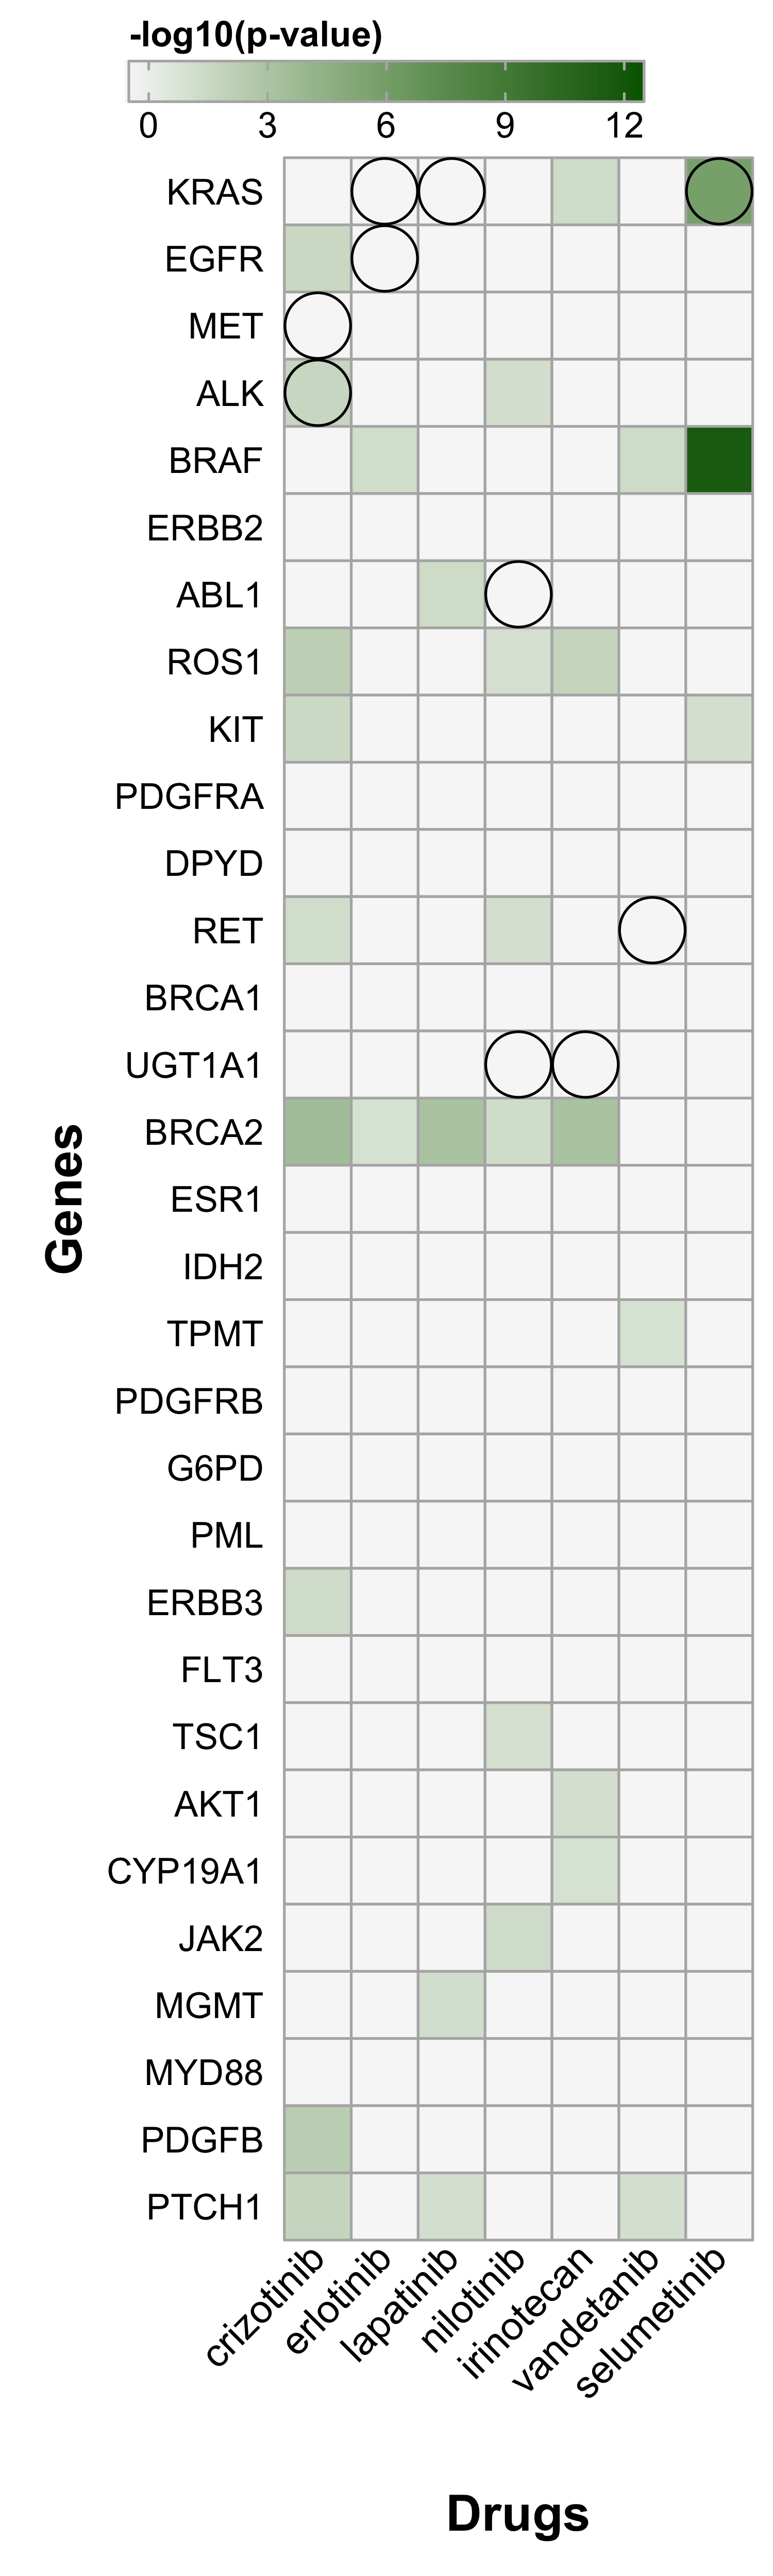 -log10(p-value)
0 3 6 9 12
KRAS
EGFR
MET
ALK
BRAF
ERBB2
ABL1
ROS1
KIT
PDGFRA
DPYD
RET
BRCA1
UGT1A1
BRCA2
ESR1
IDH2
TPMT
PDGFRB
G6PD
PML
ERBB3
FLT3
TSC1
AKT1
CYP19A1
JAK2
MGMT
MYD88
PDGFB
PTCH1
Genes
crizotinib
erlotinib
lapatinib
nilotinib
irinotecan
vandetanib
selumetinib
Drugs